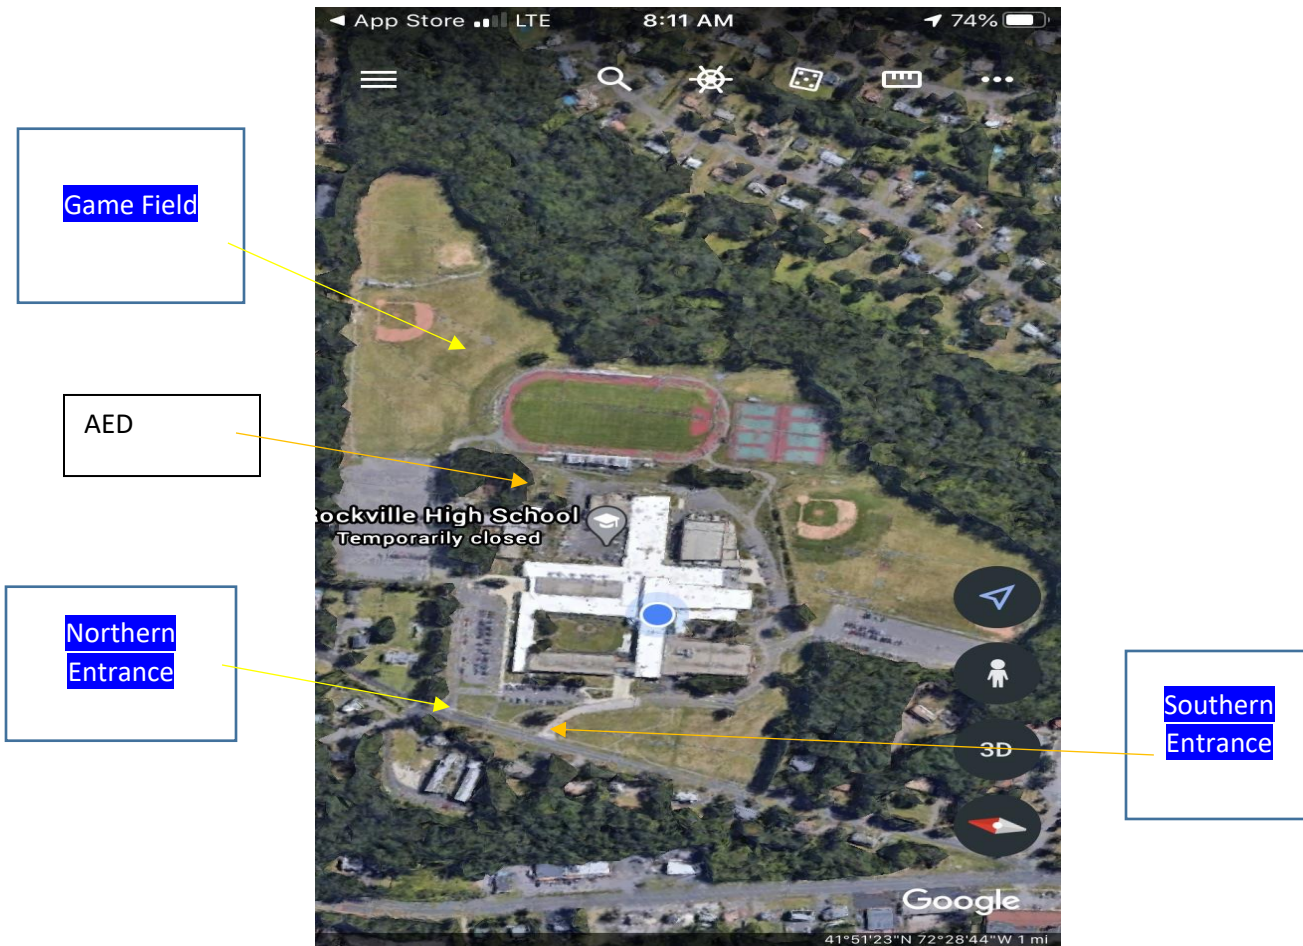 App Store LTE 8:11 AM 74%
Game Field
AED
Rockville High School
Temporarily closed
Northern
Entrance
Southern
Entrance
3D
Google
41°51'23"N 72°28'44"W 1 mi